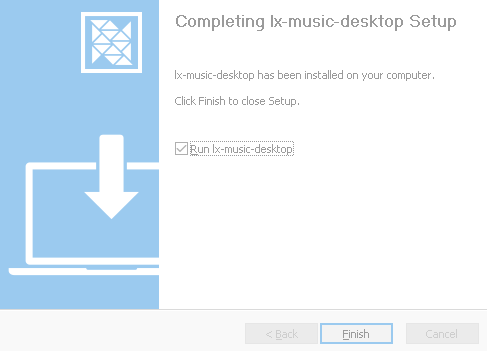 Completing lx-music-desktop Setup
lx-music-desktop has been installed on your computer.
Click Finish to close Setup.
Run lx-music-desktop
< Back
Finish
Cancel